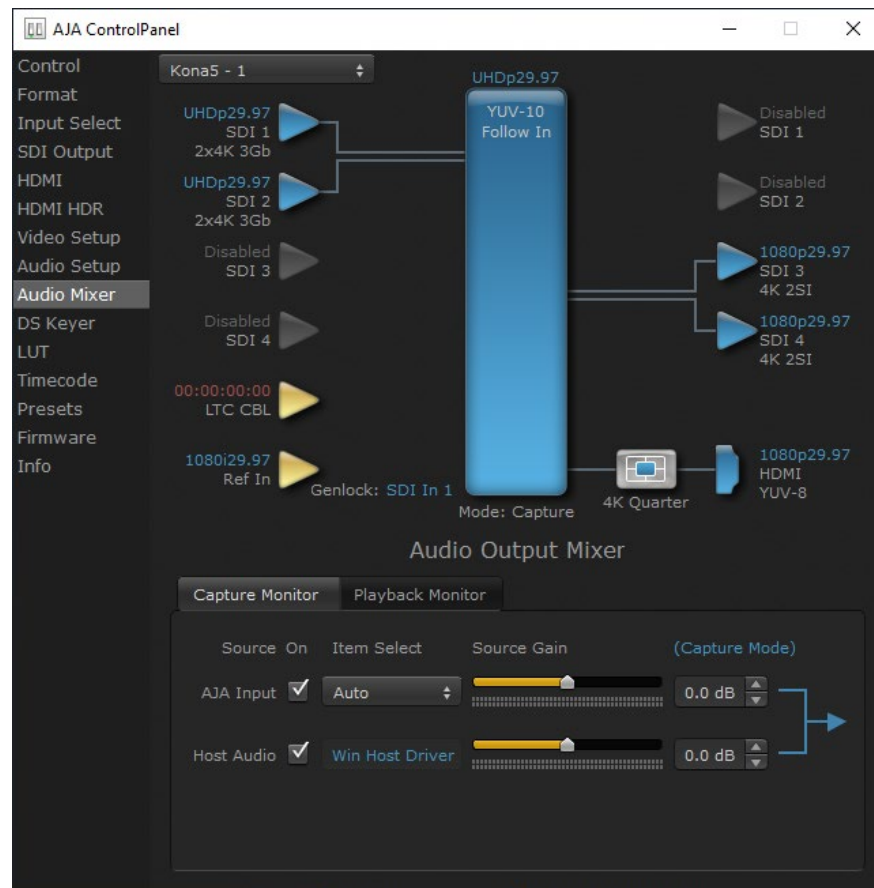 AJA ControlPanel
Control
Format
Input Select
SDI Output
HDMI
HDMI HDR
Video Setup
Audio Setup
Audio Mixer
DS Keyer
LUT
Timecode
Presets
Firmware
Info
Kona5 - 1
UHDp29.97
SDI 1
2x4K 3Gb
UHDp29.97
SDI 2
2x4K 3Gb
Disabled
SDI 3
Disabled
SDI 4
00:00:00:00
LTC CBL
1080i29.97
Ref In
Genlock: SDI In 1
UHDp29.97
YUV-10
Follow In
Mode: Capture
Disabled
SDI 1
Disabled
SDI 2
1080p29.97
SDI 3
4K 2SI
1080p29.97
SDI 4
4K 2SI
4K Quarter
1080p29.97
HDMI
YUV-8
Audio Output Mixer
Capture Monitor Playback Monitor
Source On Item Select Source Gain (Capture Mode)
AJA Input Auto 0.0 dB
Host Audio Win Host Driver 0.0 dB